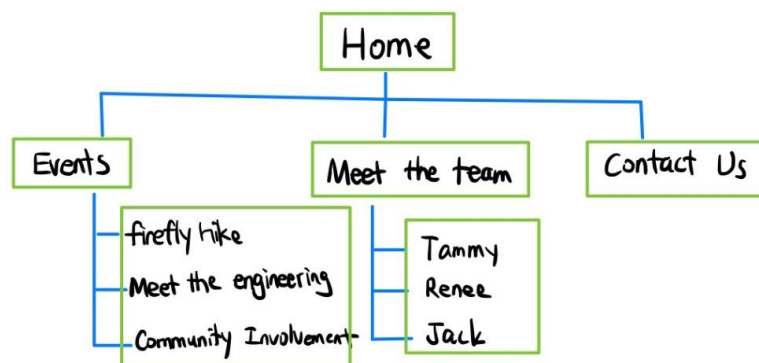 Home
Events
Meet the team
Contact Us
firefly hike
Meet the engineering
Community Involvement
Tammy
Renee
Jack